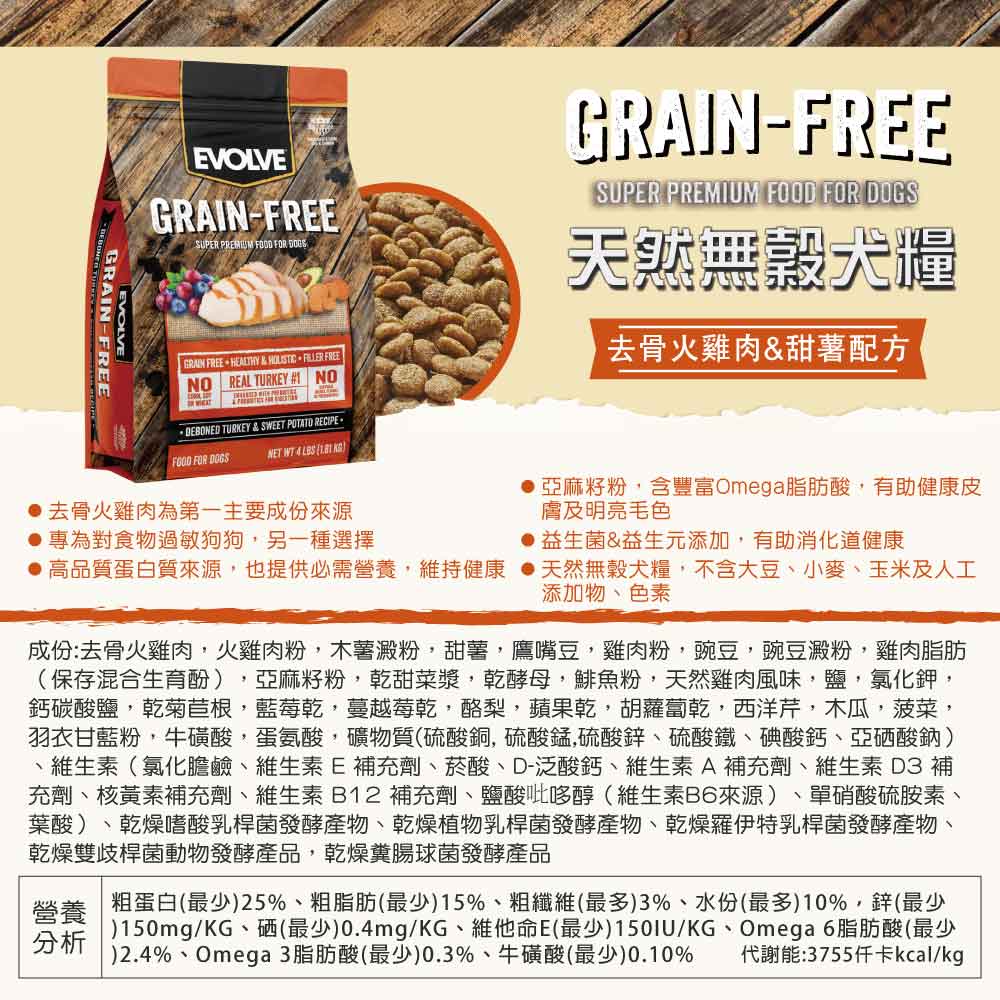 EVOLVE
GRAIN-FREE
SUPER PREMIUM FOOD FOR DOGS
GRAIN FREE • HEALTHY & HOLISTIC • FILLER FREE
NO
CORN, SOY
OR WHEAT
REAL TURKEY #1
ENHANCED WITH PREBIOTICS
& PROBIOTICS FOR DIGESTION
NO
• DEBONED TURKEY & SWEET POTATO RECIPE •
FOOD FOR DOGS
NET WT 4 LBS (1.81 KG)
EVOLVE
GRAIN-FREE
GRAIN-FREE
SUPER PREMIUM FOOD FOR DOGS
天然無穀犬糧
去骨火雞肉&甜薯配方
●去骨火雞肉為第一主要成份來源
●專為對食物過敏狗狗，另一種選擇
●高品質蛋白質來源，也提供必需營養，維持健康
●亞麻籽粉，含豐富Omega脂肪酸，有助健康皮
膚及明亮毛色
●益生菌&益生元添加，有助消化道健康
●天然無穀犬糧，不含大豆、小麥、玉米及人工
添加物、色素
成份:去骨火雞肉，火雞肉粉，木薯澱粉，甜薯，鷹嘴豆，雞肉粉，豌豆，豌豆澱粉，雞肉脂肪
（保存混合生育酚），亞麻籽粉，乾甜菜漿，乾酵母，鯡魚粉，天然雞肉風味，鹽，氯化鉀，
鈣碳酸鹽，乾菊苣根，藍莓乾，蔓越莓乾，酪梨，蘋果乾，胡蘿蔔乾，西洋芹，木瓜，菠菜，
羽衣甘藍粉，牛磺酸，蛋氨酸，礦物質(硫酸銅, 硫酸錳,硫酸鋅、硫酸鐵、碘酸鈣、亞硒酸鈉）
、維生素（氯化膽鹼、維生素 E 補充劑、菸酸、D-泛酸鈣、維生素 A 補充劑、維生素 D3 補
充劑、核黃素補充劑、維生素 B12 補充劑、鹽酸吡哆醇（維生素B6來源）、單硝酸硫胺素、
葉酸）、乾燥嗜酸乳桿菌發酵產物、乾燥植物乳桿菌發酵產物、乾燥羅伊特乳桿菌發酵產物、
乾燥雙歧桿菌動物發酵產品，乾燥糞腸球菌發酵產品
營養
分析
粗蛋白(最少)25%、粗脂肪(最少)15%、粗纖維(最多)3%、水份(最多)10%，鋅(最少
)150mg/KG、硒(最少)0.4mg/KG、維他命E(最少)150IU/KG、Omega 6脂肪酸(最少
)2.4%、Omega 3脂肪酸(最少)0.3%、牛磺酸(最少)0.10% 代謝能:3755仟卡kcal/kg